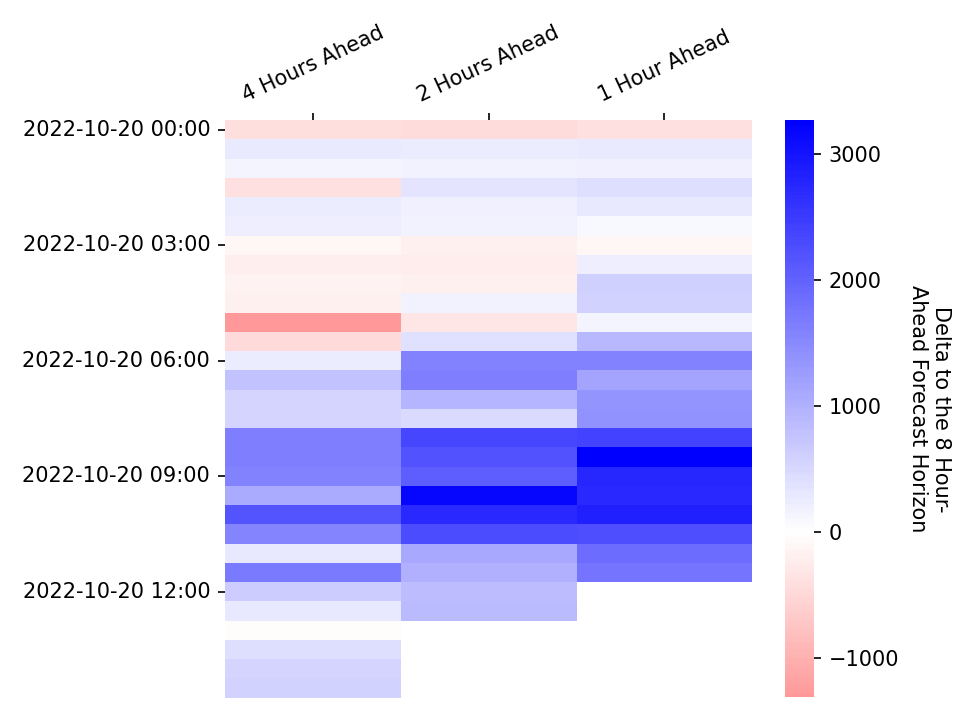 4 Hours Ahead
2 Hours Ahead
1 Hour Ahead
2022-10-20 00:00
2022-10-20 03:00
2022-10-20 06:00
2022-10-20 09:00
2022-10-20 12:00
3000
2000
1000
0
−1000
Delta to the 8 Hour-
Ahead Forecast Horizon